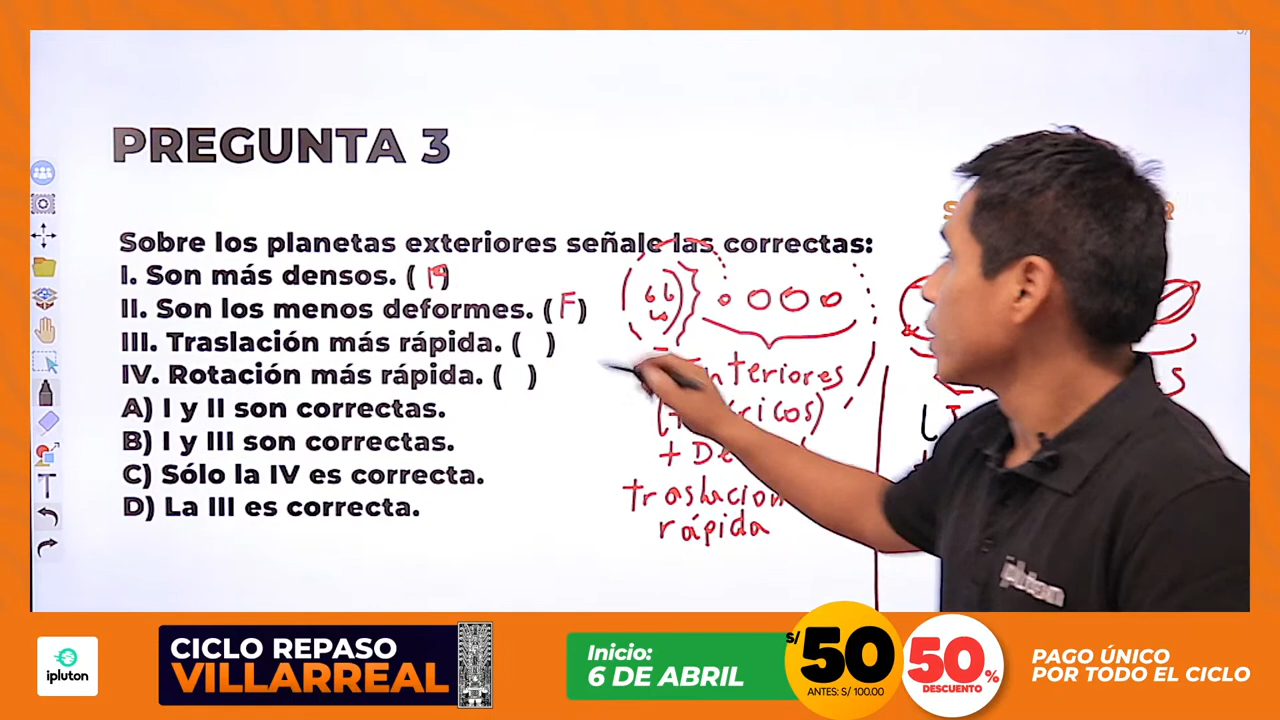 PREGUNTA 3
Sobre los planetas exteriores señale las correctas:
I. Son más densos. ( F)
II. Son los menos deformes. ( F )
III. Traslación más rápida. ( )
IV. Rotación más rápida. ( )
A) I y II son correctas.
B) I y III son correctas.
C) Sólo la IV es correcta.
D) La III es correcta.
nteriores
+ De
traslación
rápida
ipluton
ipluton
CICLO REPASO
VILLARREAL
Inicio:
6 DE ABRIL
S/ 50
ANTES: S/ 100.00
50%
DESCUENTO
PAGO ÚNICO
POR TODO EL CICLO